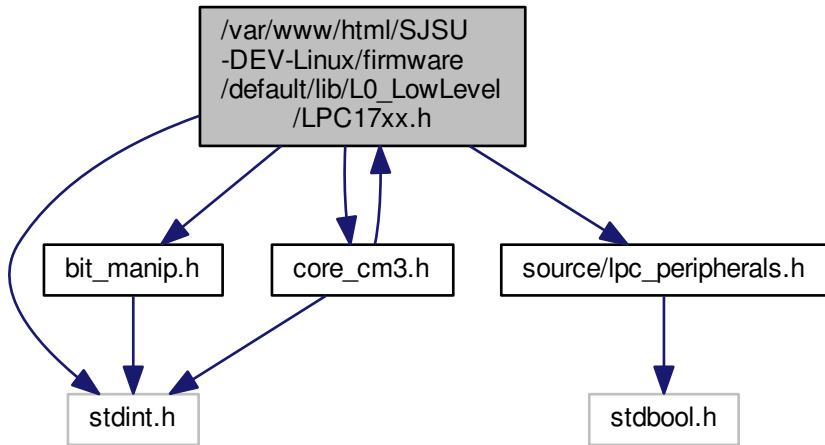 /var/www/html/SJSU
-DEV-Linux/firmware
/default/lib/L0_LowLevel
/LPC17xx.h
bit_manip.h
core_cm3.h
source/lpc_peripherals.h
stdint.h
stdbool.h